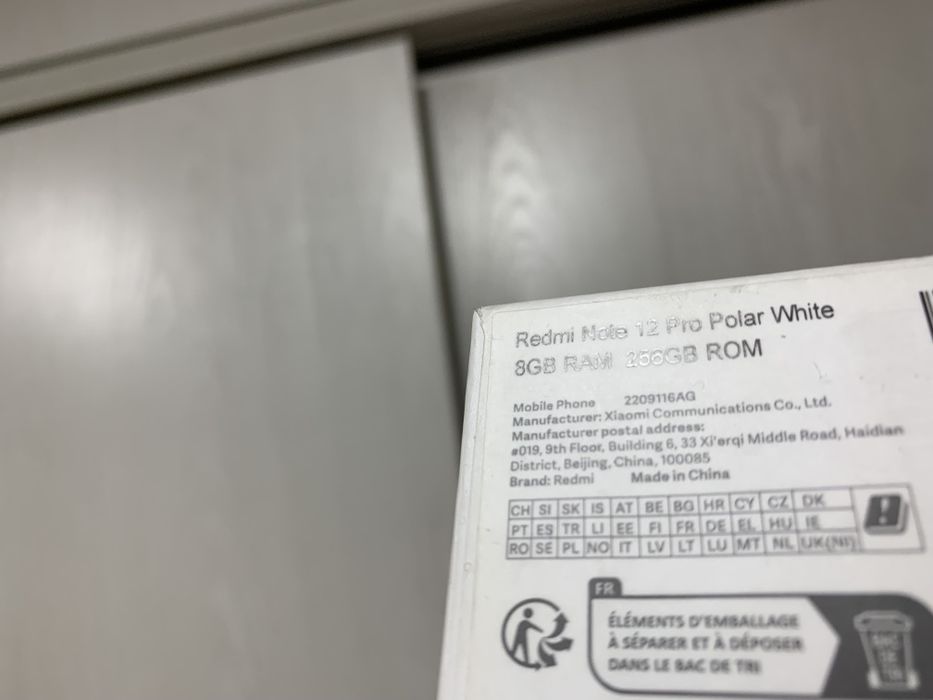 Redmi Note 12 Pro Polar White
8GB RAM 256GB ROM
Mobile Phone 2209116AG
Manufacturer: Xiaomi Communications Co., Ltd.
Manufacturer postal address:
#019, 9th Floor, Building 6, 33 Xi'erqi Middle Road, Haidian
District, Beijing, China, 100085
Brand: Redmi Made in China
CH SI SK IS AT BE BG HR CY CZ DK
PT ES TR LI EE FI FR DE EL HU IE
RO SE PL NO IT LV LT LU MT NL UK(NI)
FR
ÉLÉMENTS D'EMBALLAGE
À SÉPARER ET À DÉPOSER
DANS LE BAC DE TRI
BAC
DE
TRI